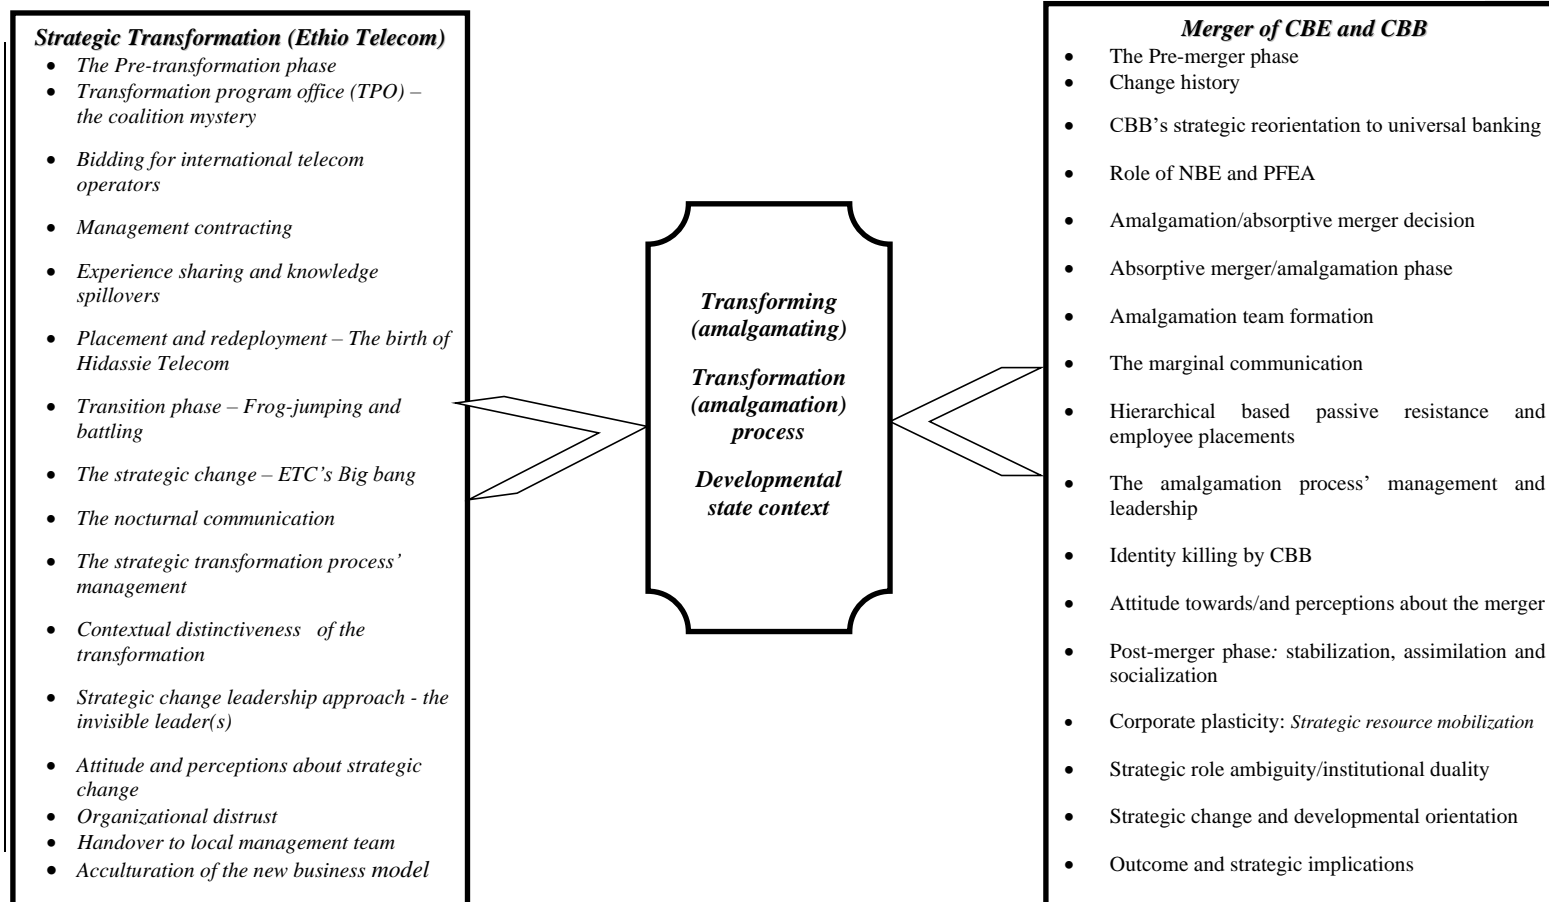 Strategic Transformation (Ethio Telecom)
• The Pre-transformation phase
• Transformation program office (TPO) –
the coalition mystery
• Bidding for international telecom
operators
• Management contracting
• Experience sharing and knowledge
spillovers
• Placement and redeployment – The birth of
Hidassie Telecom
• Transition phase – Frog-jumping and
battling
• The strategic change – ETC’s Big bang
• The nocturnal communication
• The strategic transformation process’
management
• Contextual distinctiveness of the
transformation
• Strategic change leadership approach - the
invisible leader(s)
• Attitude and perceptions about strategic
change
• Organizational distrust
• Handover to local management team
• Acculturation of the new business model
Transforming
(amalgamating)
Transformation
(amalgamation)
process
Developmental
state context
Merger of CBE and CBB
• The Pre-merger phase
• Change history
• CBB’s strategic reorientation to universal banking
• Role of NBE and PFEA
• Amalgamation/absorptive merger decision
• Absorptive merger/amalgamation phase
• Amalgamation team formation
• The marginal communication
• Hierarchical based passive resistance and
employee placements
• The amalgamation process’ management and
leadership
• Identity killing by CBB
• Attitude towards/and perceptions about the merger
• Post-merger phase: stabilization, assimilation and
socialization
• Corporate plasticity: Strategic resource mobilization
• Strategic role ambiguity/institutional duality
• Strategic change and developmental orientation
• Outcome and strategic implications